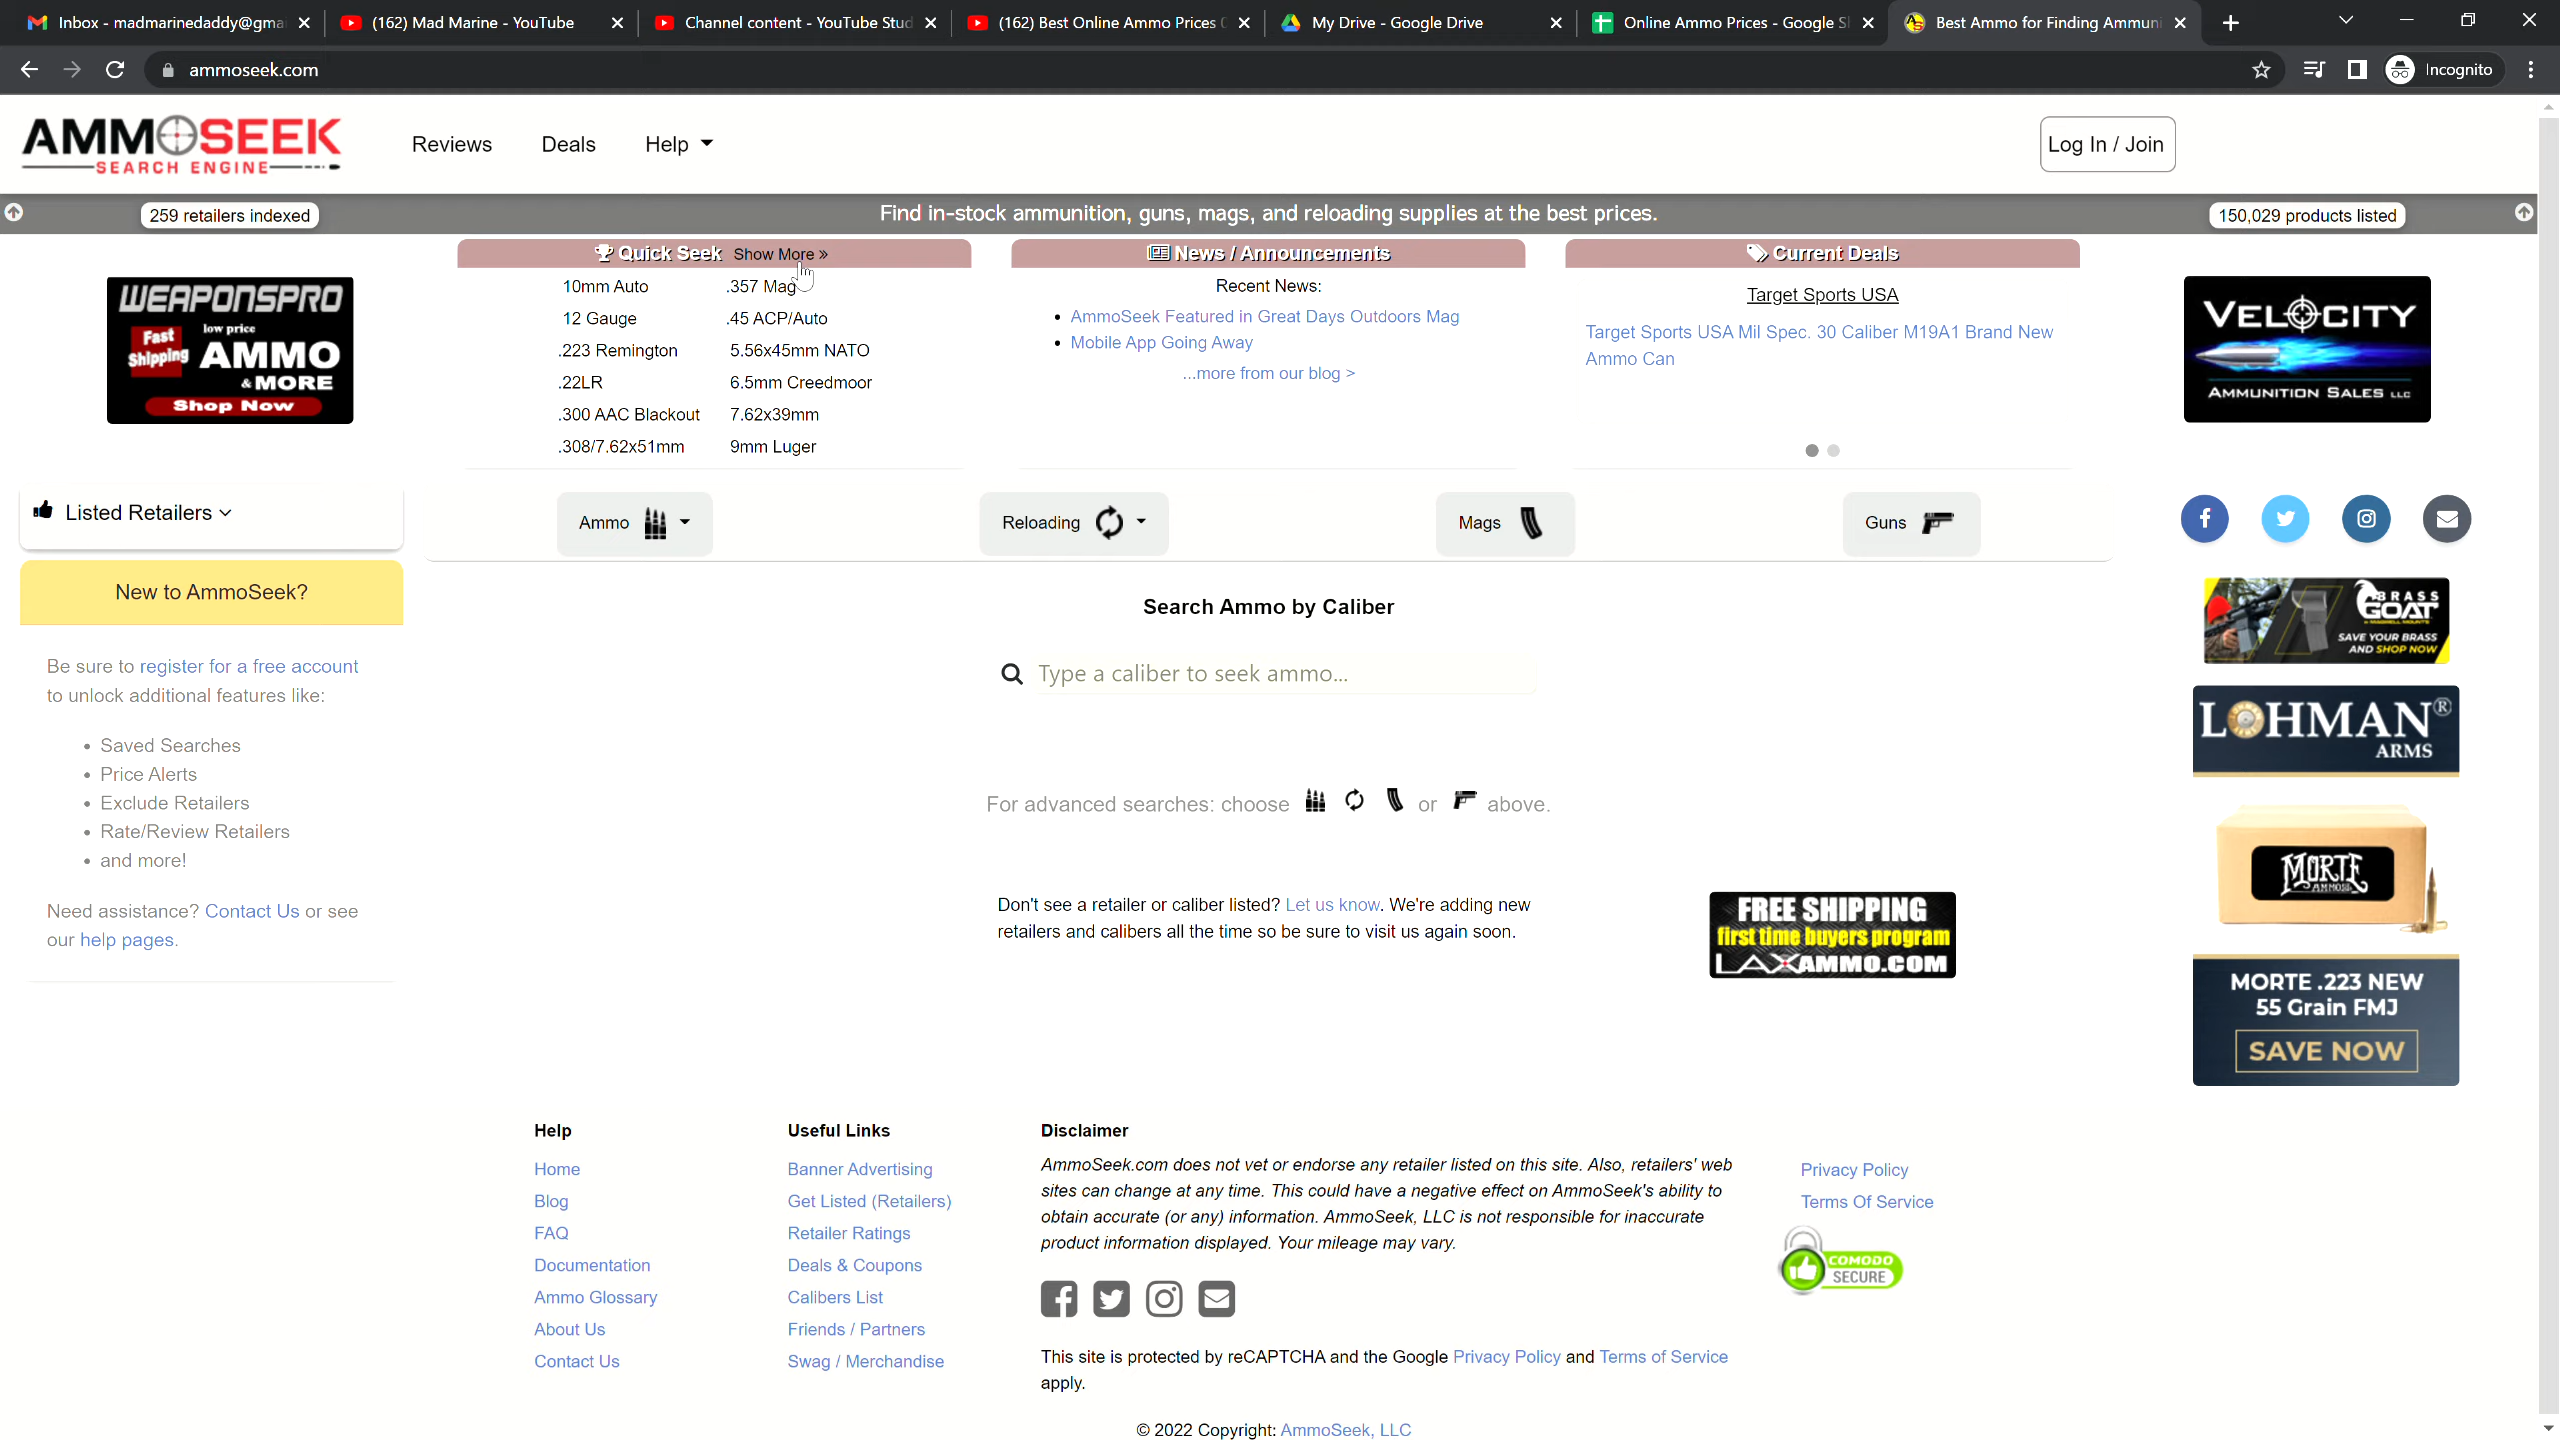 Inbox - madmarinedaddy@gmai
(162) Mad Marine - YouTube
Channel content - YouTube Stud
(162) Best Online Ammo Prices
My Drive - Google Drive
Online Ammo Prices - Google S
Best Ammo for Finding Ammuni
ammoseek.com
Incognito
AMMOSEEK
SEARCH ENGINE
Reviews
Deals
Help
Log In / Join
259 retailers indexed
Find in-stock ammunition, guns, mags, and reloading supplies at the best prices.
150,029 products listed
WEAPONSPRO
Fast
Shipping
low price
AMMO
& MORE
Shop Now
Quick Seek Show More »
10mm Auto
.357 Mag
12 Gauge
.45 ACP/Auto
.223 Remington
5.56x45mm NATO
.22LR
6.5mm Creedmoor
.300 AAC Blackout
7.62x39mm
.308/7.62x51mm
9mm Luger
News / Announcements
Recent News:
• AmmoSeek Featured in Great Days Outdoors Mag
• Mobile App Going Away
...more from our blog >
Current Deals
Target Sports USA
Target Sports USA Mil Spec. 30 Caliber M19A1 Brand New
Ammo Can
VELOCITY
AMMUNITION SALES LLC
Listed Retailers
Ammo
Reloading
Mags
Guns
New to AmmoSeek?
Be sure to register for a free account
to unlock additional features like:
• Saved Searches
• Price Alerts
• Exclude Retailers
• Rate/Review Retailers
• and more!
Need assistance? Contact Us or see
our help pages.
Search Ammo by Caliber
Type a caliber to seek ammo...
For advanced searches: choose or above.
Don't see a retailer or caliber listed? Let us know. We're adding new
retailers and calibers all the time so be sure to visit us again soon.
FREE SHIPPING
first time buyers program
LAXAMMO.COM
BRASS
GOAT
SAVE YOUR BRASS
AND SHOP NOW
LOHMAN®
ARMS
MORTE
MORTE .223 NEW
55 Grain FMJ
SAVE NOW
Help
Home
Blog
FAQ
Documentation
Ammo Glossary
About Us
Contact Us
Useful Links
Banner Advertising
Get Listed (Retailers)
Retailer Ratings
Deals & Coupons
Calibers List
Friends / Partners
Swag / Merchandise
Disclaimer
AmmoSeek.com does not vet or endorse any retailer listed on this site. Also, retailers' web
sites can change at any time. This could have a negative effect on AmmoSeek's ability to
obtain accurate (or any) information. AmmoSeek, LLC is not responsible for inaccurate
product information displayed. Your mileage may vary.
This site is protected by reCAPTCHA and the Google Privacy Policy and Terms of Service
apply.
Privacy Policy
Terms Of Service
COMODO
SECURE
© 2022 Copyright: AmmoSeek, LLC